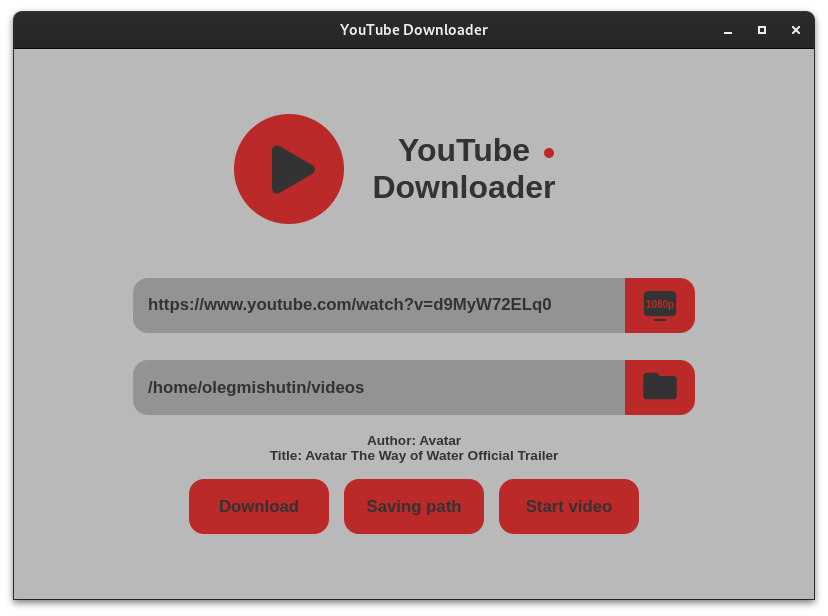 YouTube Downloader
YouTube
Downloader
https://www.youtube.com/watch?v=d9MyW72ELq0
1080p
/home/olegmishutin/videos
Author: Avatar
Title: Avatar The Way of Water Official Trailer
Download
Saving path
Start video